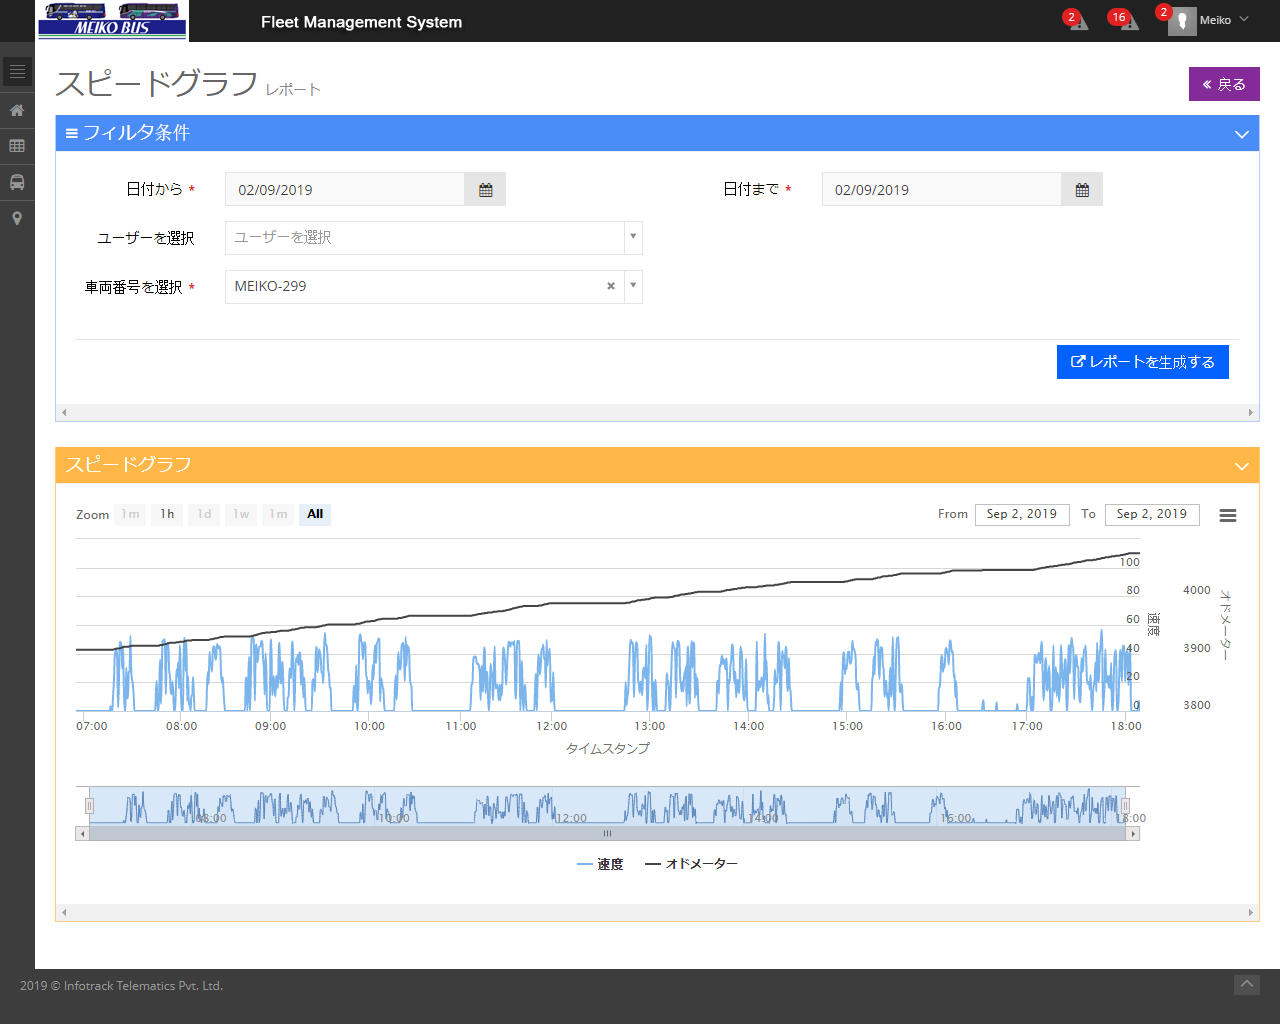 MEIKO BUS
Fleet Management System
2
16
2
Meiko
スピードグラフ レポート
« 戻る
フィルタ条件
日付から *
02/09/2019
日付まで *
02/09/2019
ユーザーを選択
ユーザーを選択
車両番号を選択 *
MEIKO-299
レポートを生成する
スピードグラフ
Zoom 1m 1h 1d 1w 1m All
From Sep 2, 2019 To Sep 2, 2019
100
80
60
40
20
0
速度
4000
3900
3800
オドメーター
07:00 08:00 09:00 10:00 11:00 12:00 13:00 14:00 15:00 16:00 17:00 18:00
タイムスタンプ
08:00 10:00 12:00 14:00 16:00 18:00
速度 オドメーター
2019 © Infotrack Telematics Pvt. Ltd.